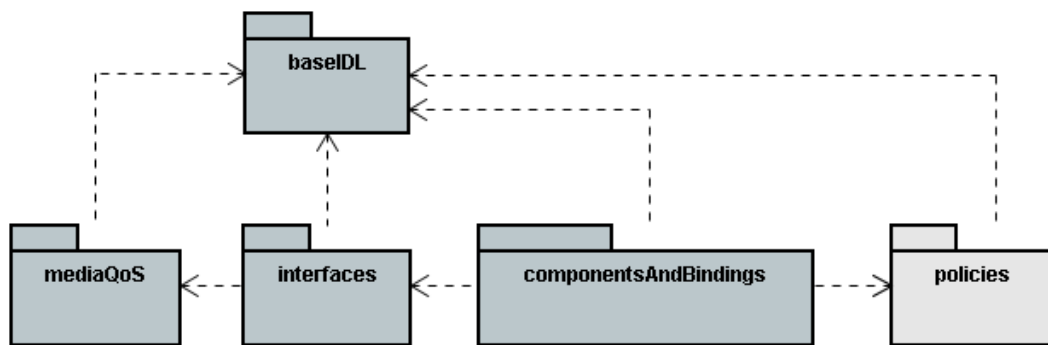 baseIDL
mediaQoS
interfaces
componentsAndBindings
policies